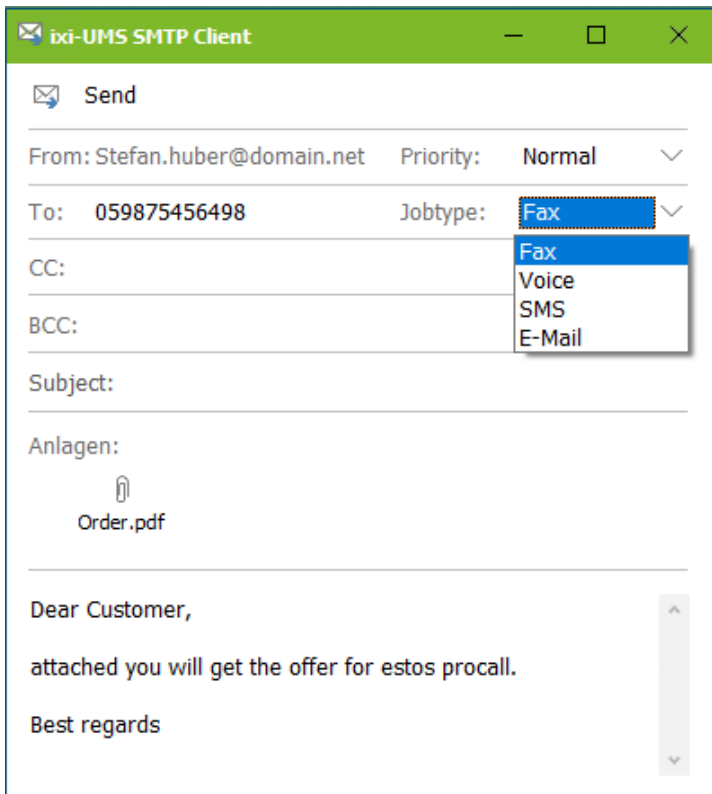 ixi-UMS SMTP Client
Send
From: Stefan.huber@domain.net Priority: Normal
To: 059875456498 Jobtype: Fax
Fax
Voice
SMS
E-Mail
CC:
BCC:
Subject:
Anlagen:
Order.pdf
Dear Customer,
attached you will get the offer for estos procall.
Best regards